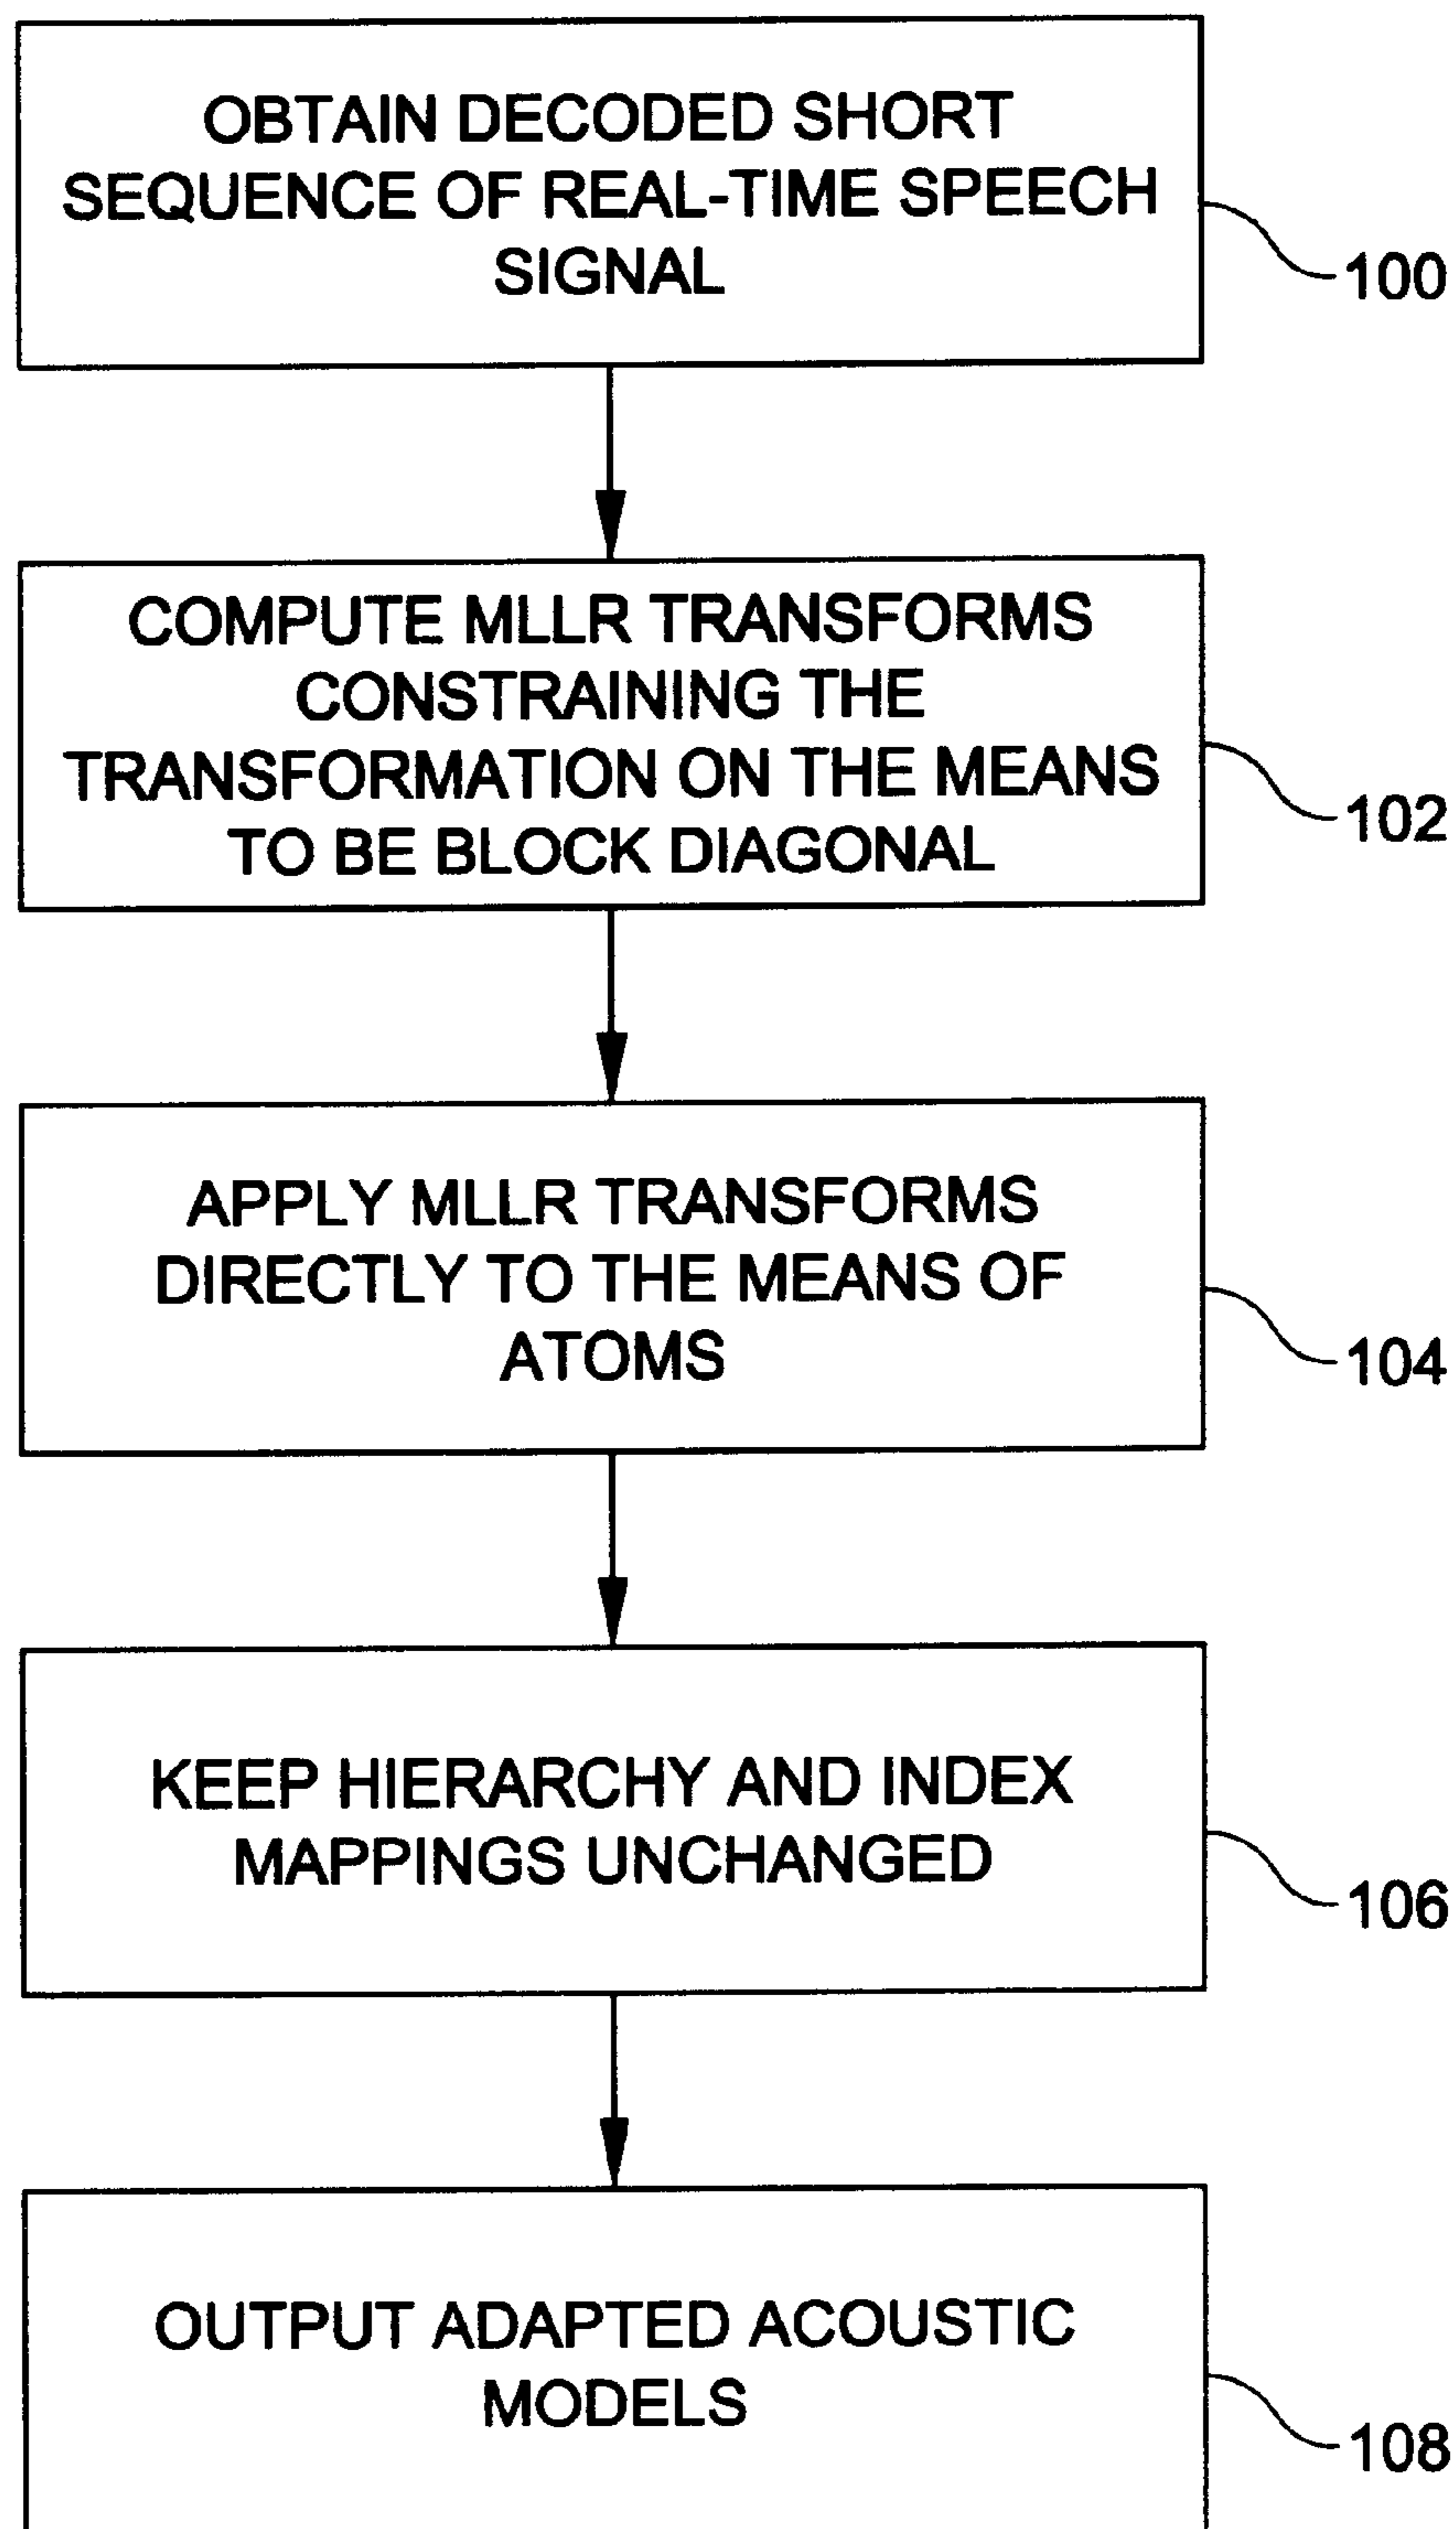 OBTAIN DECODED SHORT
SEQUENCE OF REAL-TIME SPEECH
SIGNAL
100
COMPUTE MLLR TRANSFORMS
CONSTRAINING THE
TRANSFORMATION ON THE MEANS
TO BE BLOCK DIAGONAL
102
APPLY MLLR TRANSFORMS
DIRECTLY TO THE MEANS OF
ATOMS
104
KEEP HIERARCHY AND INDEX
MAPPINGS UNCHANGED
106
OUTPUT ADAPTED ACOUSTIC
MODELS
108